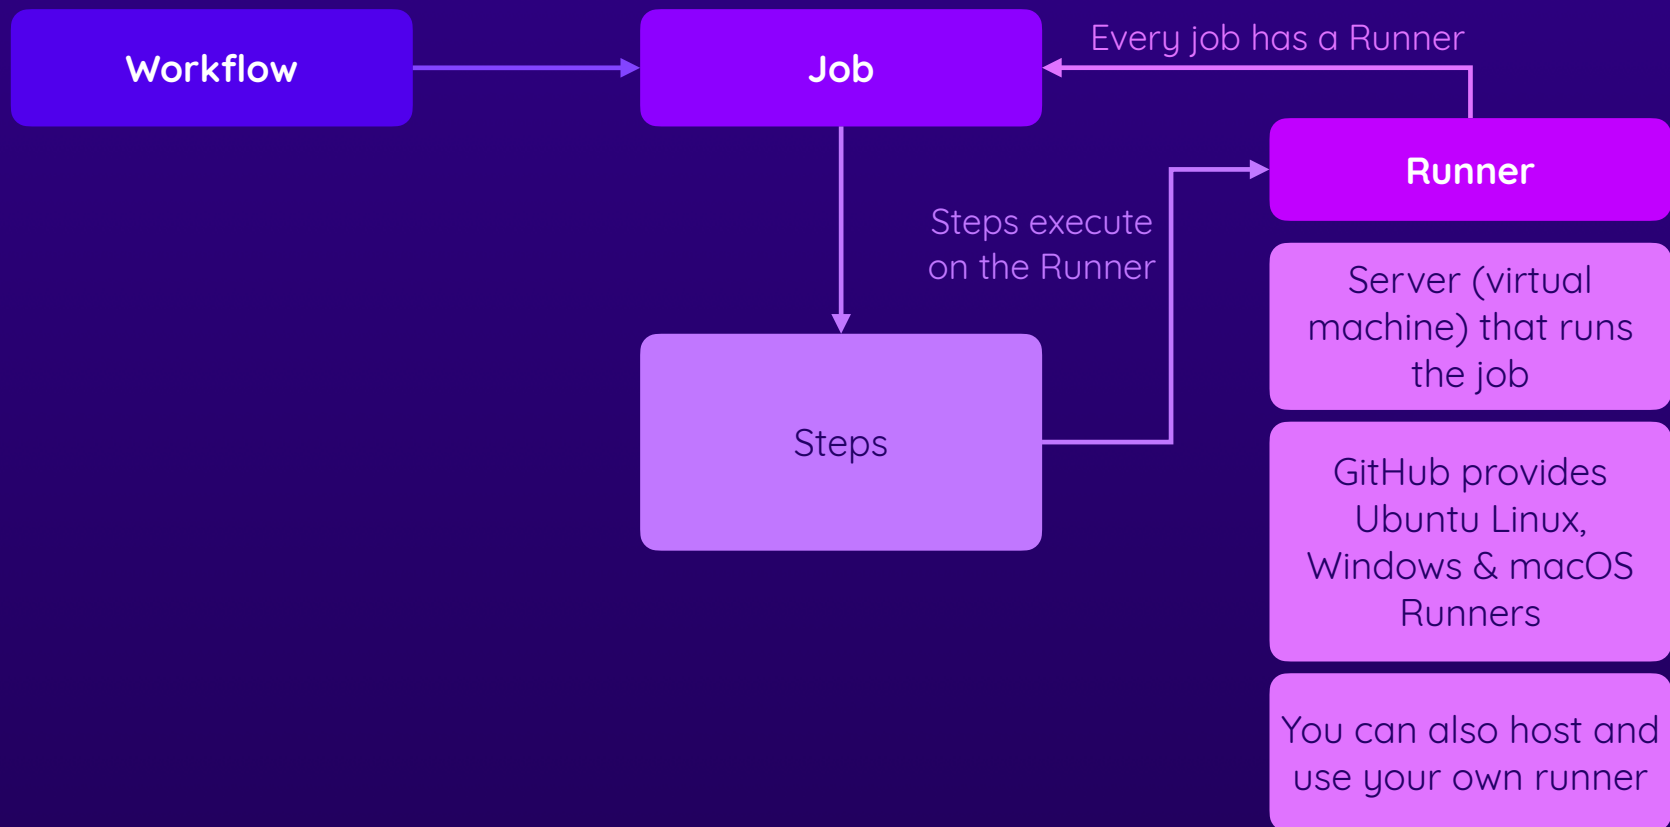 Workflow
Job
Every job has a Runner
Runner
Steps execute
on the Runner
Server (virtual
machine) that runs
the job
Steps
GitHub provides
Ubuntu Linux,
Windows & macOS
Runners
You can also host and
use your own runner